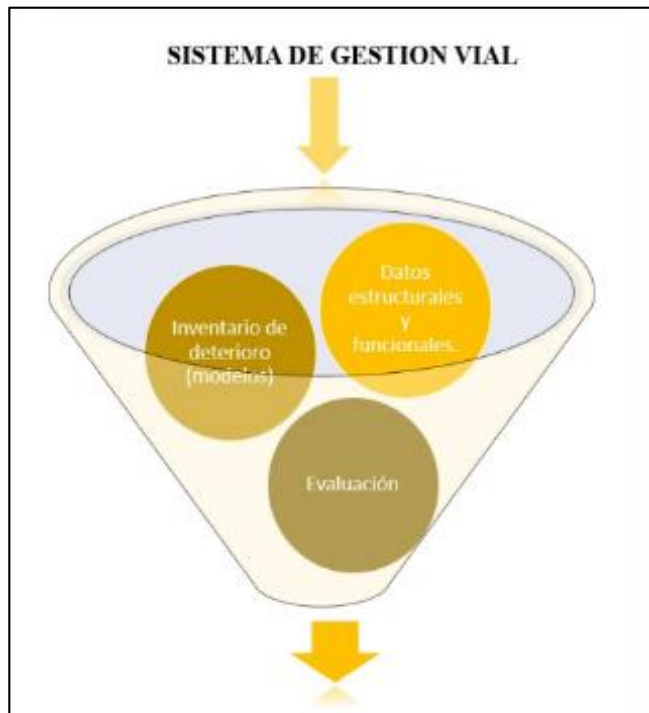 SISTEMA DE GESTION VIAL
Datos
estructurales
y
funcionales.
Inventario de
deterioro
(modelos)
Evaluación